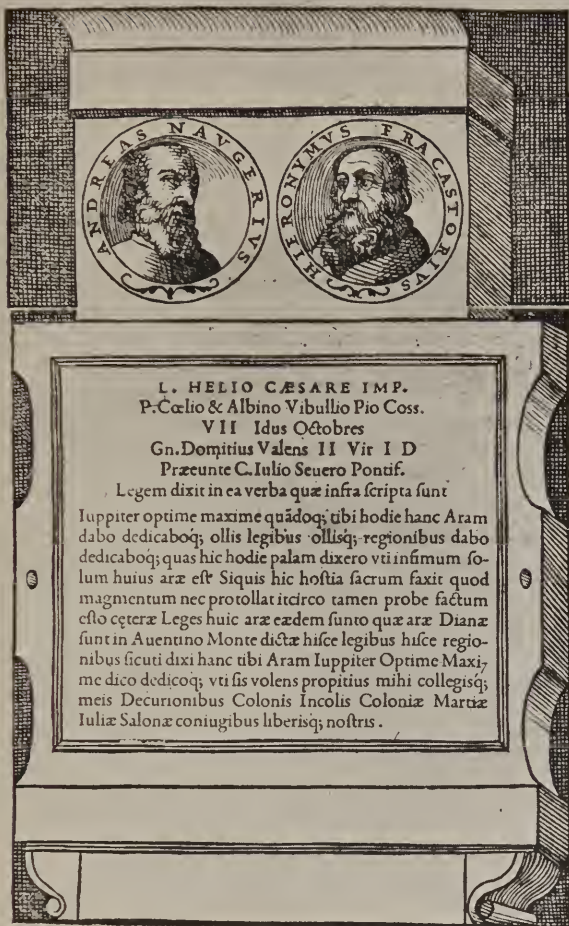 ANDREAS NAVGERIVS
HIERONYMVS FRACASTORIVS
L. HELIO CÆSARE IMP.
P. Cœlio & Albino Vibullio Pio Coss.
VII Idus Octobres
Gn. Domitius Valens II Vir I D
Præeunte C. Iulio Seuero Pontif.
Legem dixit in ea verba quæ infra ſcripta ſunt
Iuppiter optime maxime quãdoq; tibi hodie hanc Aram
dabo dedicaboq; ollis legibus ollisq; regionibus dabo
dedicaboq; quas hic hodie palam dixero vti infimum ſo-
lum huius aræ eſt Siquis hic hoſtia ſacrum faxit quod
magmentum nec protollat itcirco tamen probe factum
eſto cęteræ Leges huic aræ eædem ſunto quæ aræ Dianæ
ſunt in Auentino Monte dictæ hiſce legibus hiſce regio-
nibus ſicuti dixi hanc tibi Aram Iuppiter Optime Maxi-
me dico dedicoq; vti ſis volens propitius mihi collegisq;
meis Decurionibus Colonis Incolis Coloniæ Martiæ
Iuliæ Salonæ coniugibus liberisq; noſtris.